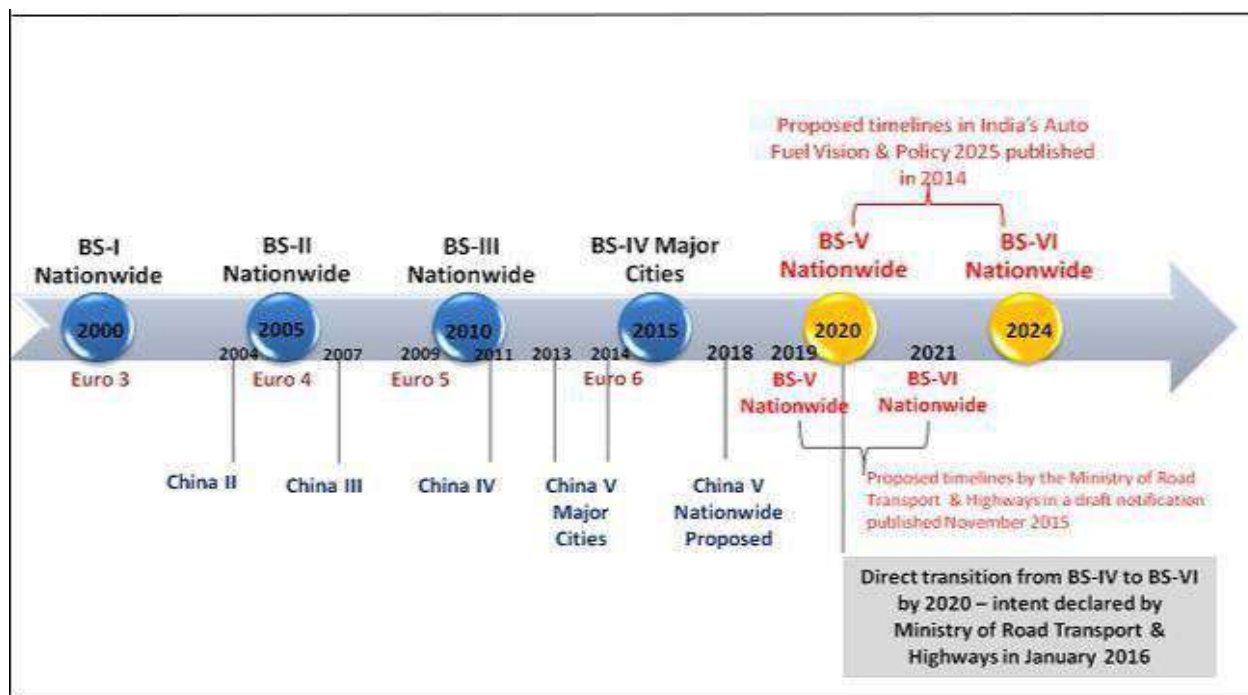 Proposed timelines in India's Auto
Fuel Vision & Policy 2025 published
in 2014
BS-I
Nationwide
BS-II
Nationwide
BS-III
Nationwide
BS-IV Major
Cities
BS-V
Nationwide
BS-VI
Nationwide
2000
2005
2010
2015
2020
2024
2004
2007
2009
2011
2013
2014
2018
2019
2021
Euro 3
Euro 4
Euro 5
Euro 6
BS-V
Nationwide
BS-VI
Nationwide
China II
China III
China IV
China V
Major
Cities
China V
Nationwide
Proposed
Proposed timelines by the Ministry of Road
Transport & Highways in a draft notification
published November 2015
Direct transition from BS-IV to BS-VI
by 2020 – intent declared by
Ministry of Road Transport &
Highways in January 2016